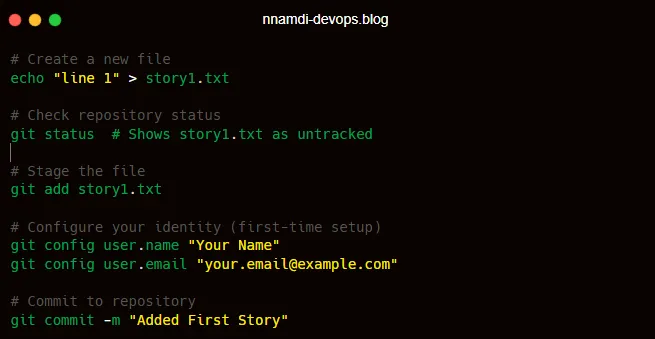 nnamdi-devops.blog
# Create a new file
echo "line 1" > story1.txt
# Check repository status
git status  # Shows story1.txt as untracked
# Stage the file
git add story1.txt
# Configure your identity (first-time setup)
git config user.name "Your Name"
git config user.email "your.email@example.com"
# Commit to repository
git commit -m "Added First Story"